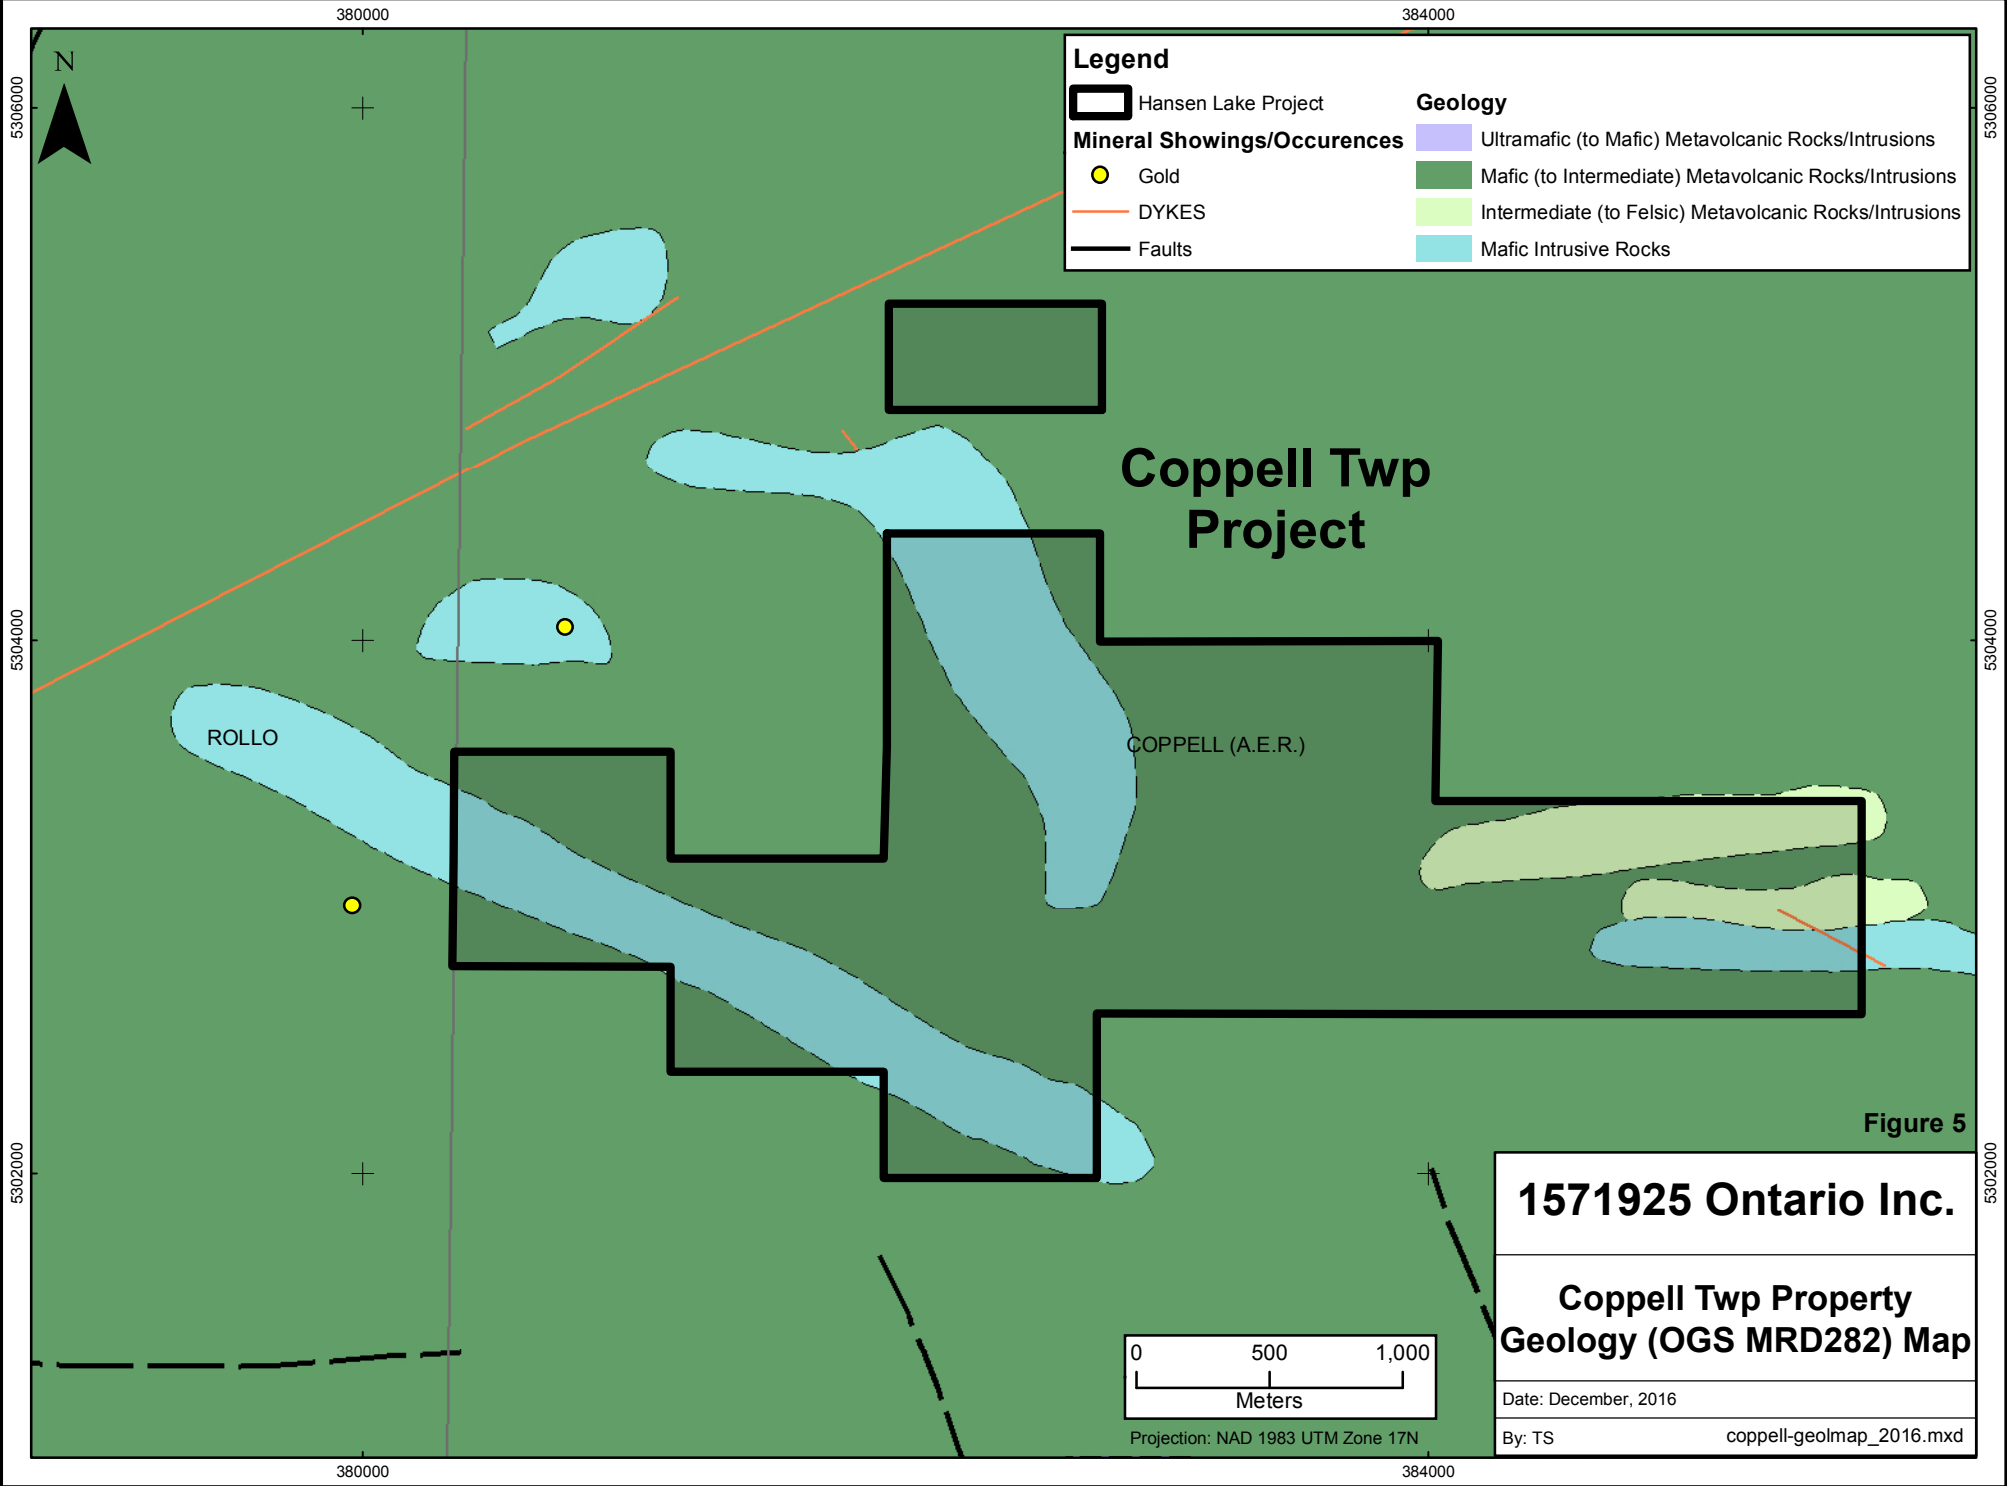 380000
384000
N
5306000
5306000
Legend
Hansen Lake Project
Mineral Showings/Occurences
Gold
DYKES
Faults
Geology
Ultramafic (to Mafic) Metavolcanic Rocks/Intrusions
Mafic (to Intermediate) Metavolcanic Rocks/Intrusions
Intermediate (to Felsic) Metavolcanic Rocks/Intrusions
Mafic Intrusive Rocks
Coppell Twp
Project
5304000
5304000
ROLLO
COPPELL (A.E.R.)
Figure 5
5302000
5302000
1571925 Ontario Inc.
Coppell Twp Property
Geology (OGS MRD282) Map
Date: December, 2016
By: TS
coppell-geolmap_2016.mxd
0 500 1,000
Meters
Projection: NAD 1983 UTM Zone 17N
380000
384000